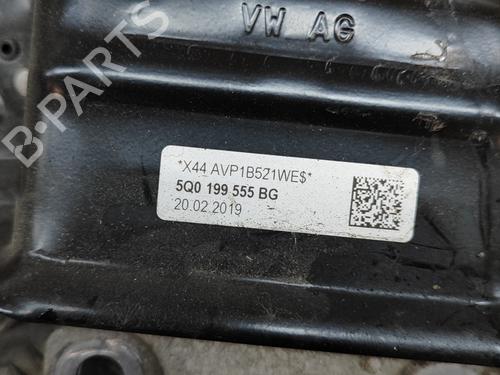 VW AG
*X44 AVP1B521WE$*
5Q0 199 555 BG
20.02.2019
B-PARTS